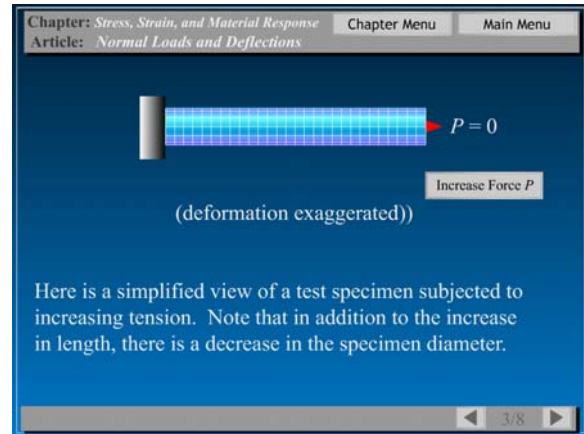 Chapter: Stress, Strain, and Material Response
Chapter Menu
Main Menu
Article: Normal Loads and Deflections
P = 0
Increase Force P
(deformation exaggerated))
Here is a simplified view of a test specimen subjected to
increasing tension. Note that in addition to the increase
in length, there is a decrease in the specimen diameter.
3/8